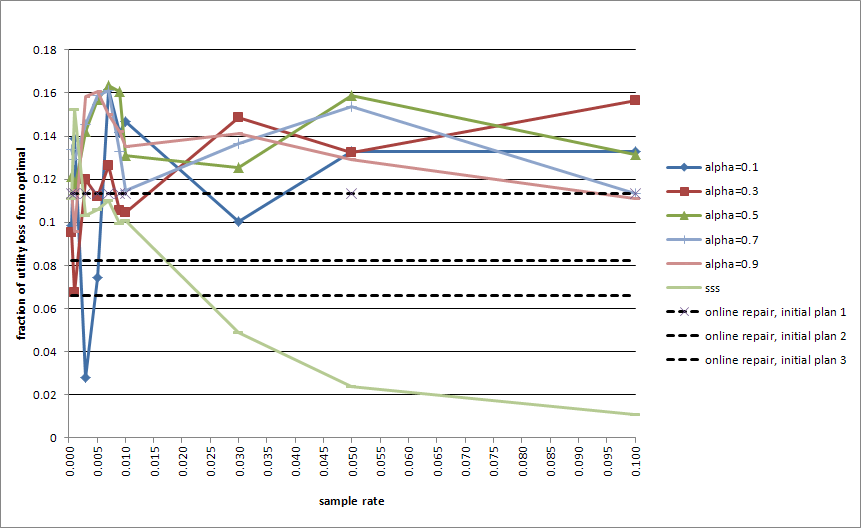 fraction of utility loss from optimal
0.18
0.16
0.14
0.12
0.1
0.08
0.06
0.04
0.02
0
0.000
0.005
0.010
0.015
0.020
0.025
0.030
0.035
0.040
0.045
0.050
0.055
0.060
0.065
0.070
0.075
0.080
0.085
0.090
0.095
0.100
sample rate
alpha=0.1
alpha=0.3
alpha=0.5
alpha=0.7
alpha=0.9
sss
online repair, initial plan 1
online repair, initial plan 2
online repair, initial plan 3